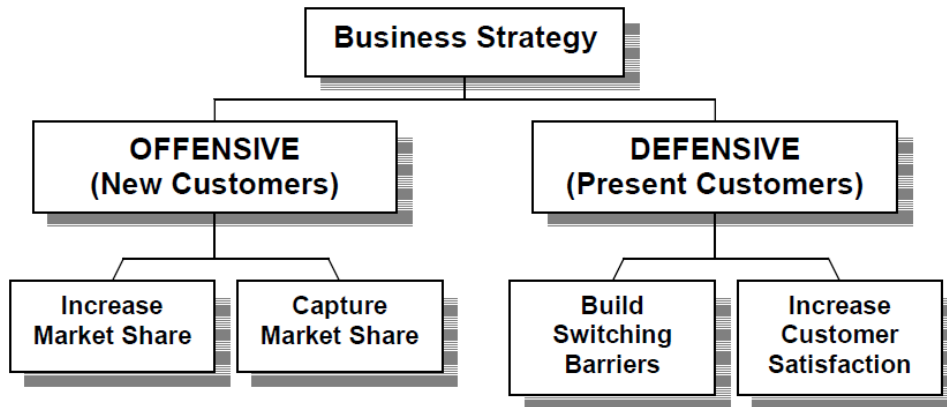 Business Strategy
OFFENSIVE
(New Customers)
DEFENSIVE
(Present Customers)
Increase
Market Share
Capture
Market Share
Build
Switching
Barriers
Increase
Customer
Satisfaction